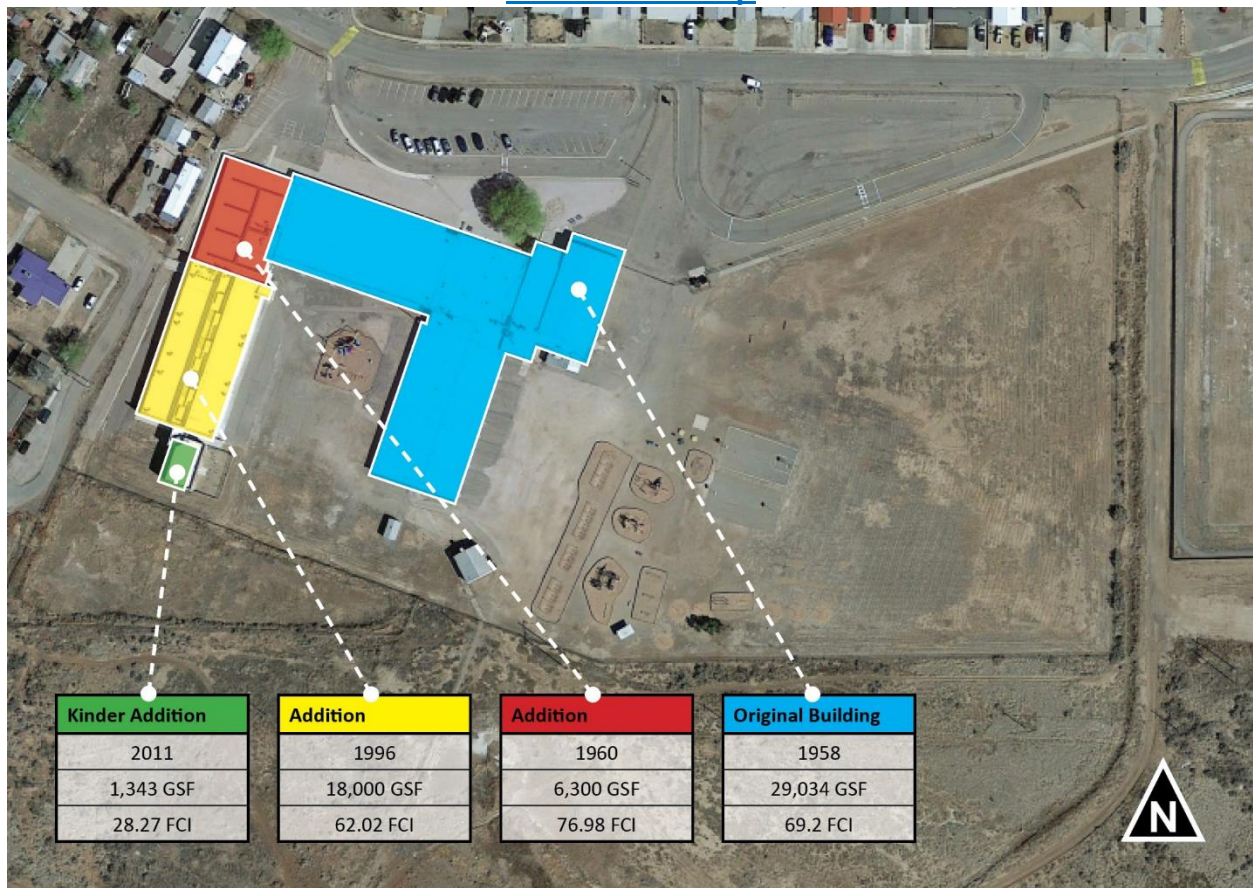 Kinder Addition
2011
1,343 GSF
28.27 FCI
Addition
1996
18,000 GSF
62.02 FCI
Addition
1960
6,300 GSF
76.98 FCI
Original Building
1958
29,034 GSF
69.2 FCI
N